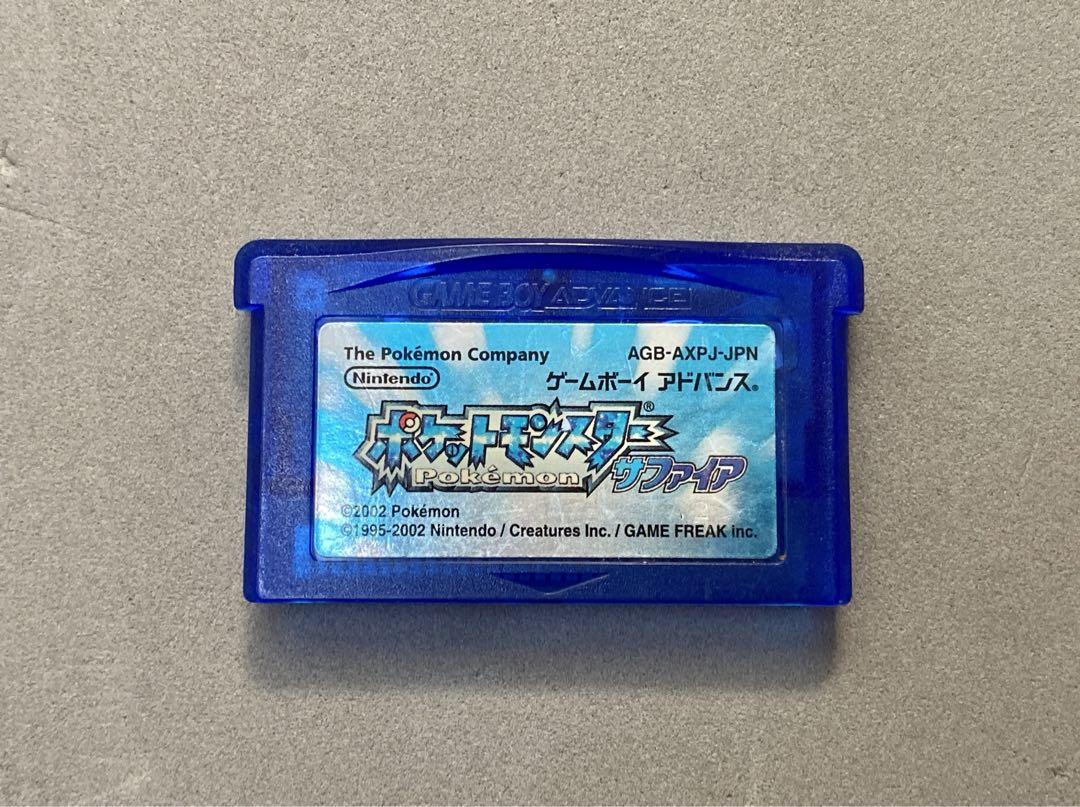 GAME BOY ADVANCE
The Pokémon Company AGB-AXPJ-JPN
Nintendo® ゲームボーイ アドバンス®
ポケットモンスター®
Pokémon サファイア
©2002 Pokémon
©1995-2002 Nintendo / Creatures Inc. / GAME FREAK inc.